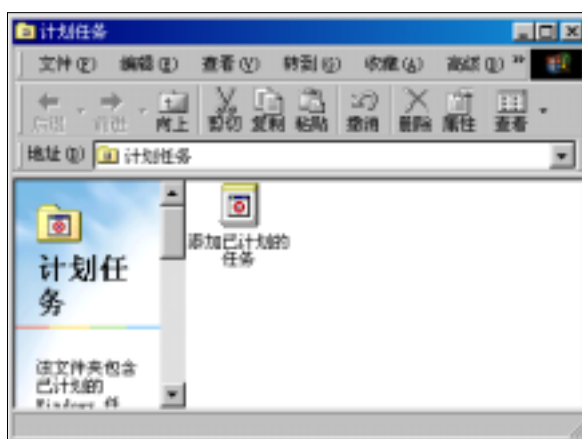 计划任务
文件(F) 编辑(E) 查看(V) 转到(G) 收藏(A) 高级(D) »
后退 前进 向上 剪切 复制 粘贴 撤消 删除 属性 查看
地址(D) 计划任务
添加已计划的
任务
计划任
务
该文件夹包含
已计划的
Windows 任